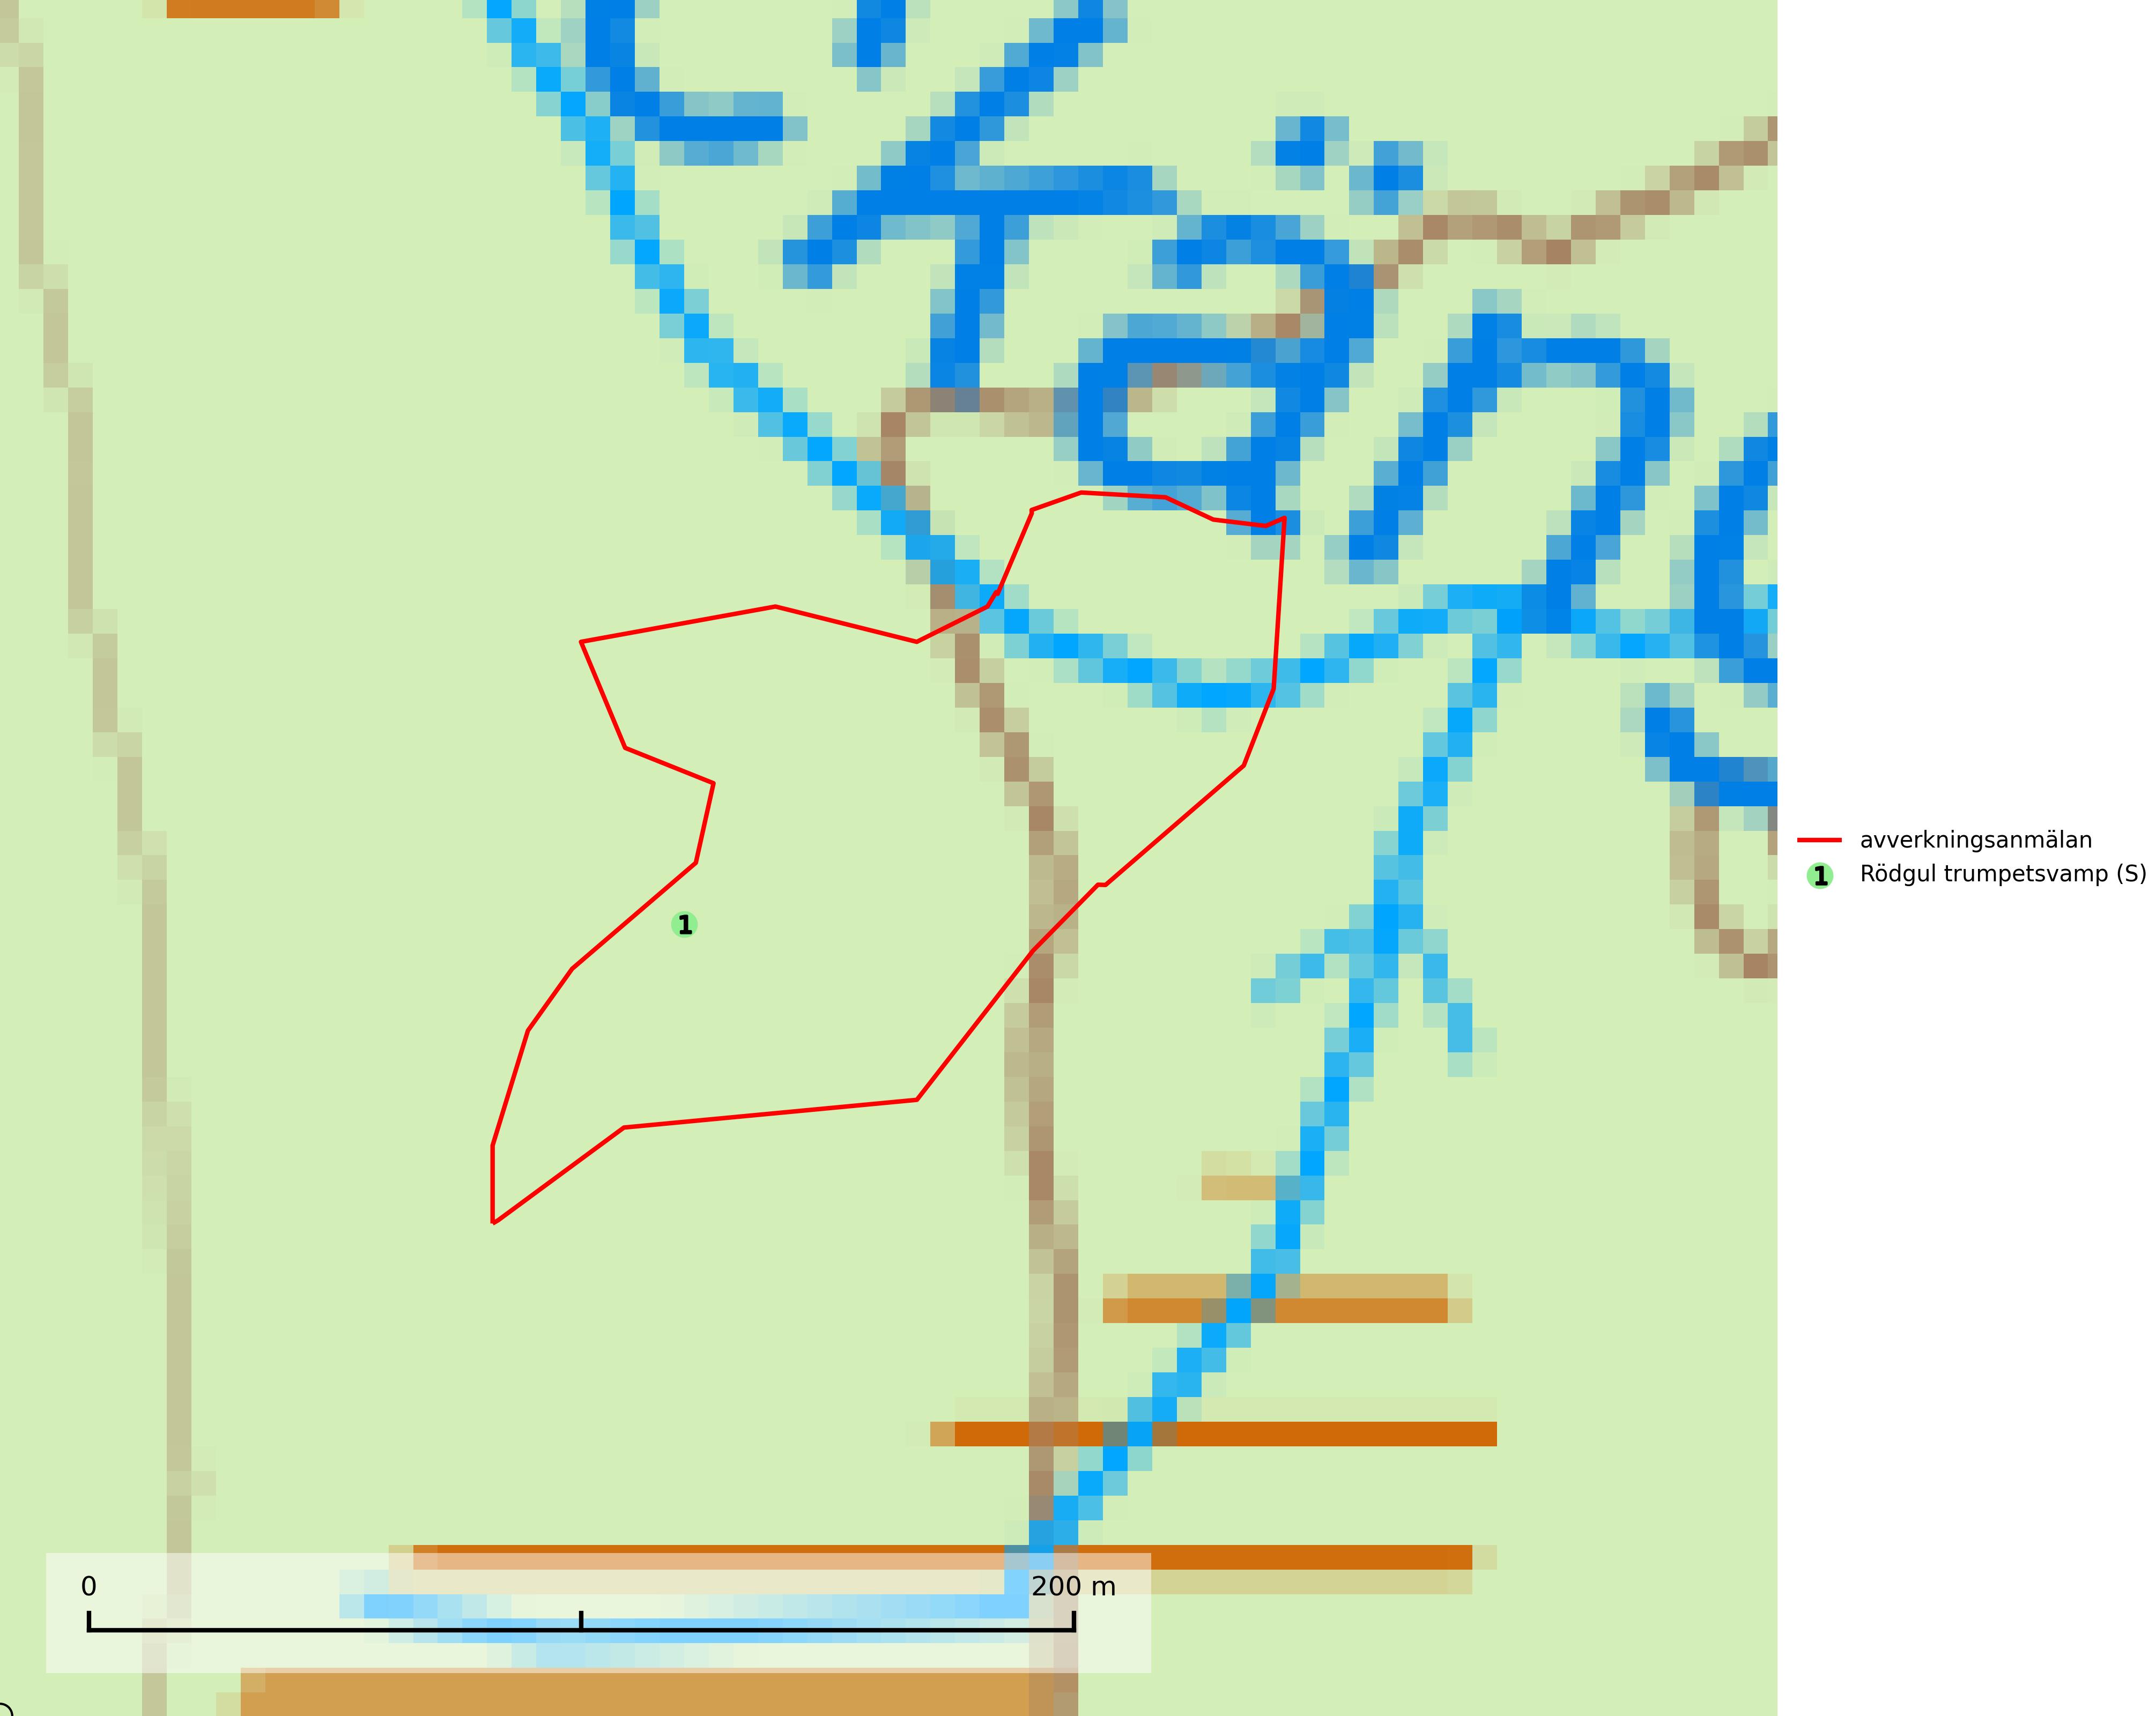 avverkningsanmälan
1 Rödgul trumpetsvamp (S)
1
0 200 m